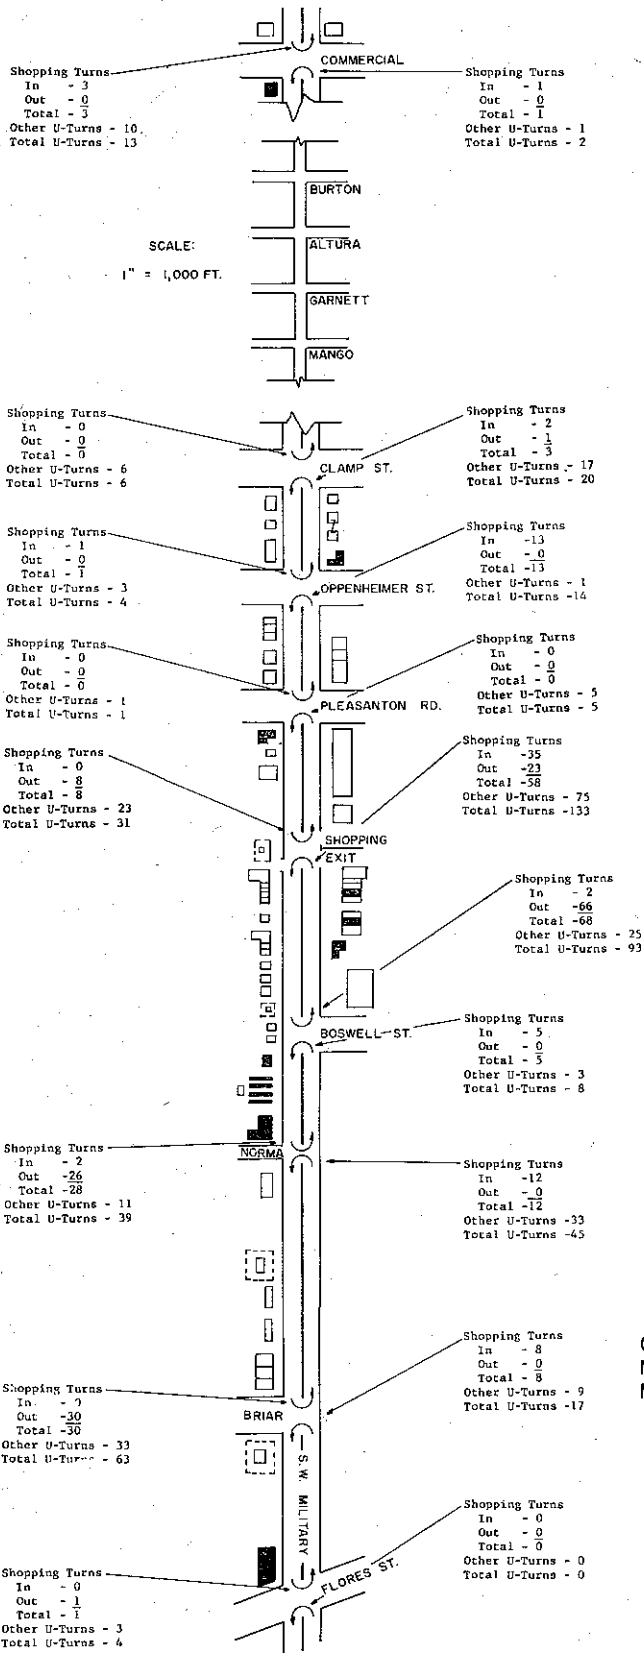 COMMERCIAL
Shopping Turns
In - 3
Out - 0
Total - 3
Other U-Turns - 10
Total U-Turns - 13
Shopping Turns
In - 1
Out - 0
Total - 1
Other U-Turns - 1
Total U-Turns - 2
BURTON
SCALE:
1" = 1,000 FT.
ALTURA
GARNETT
MANGO
Shopping Turns
In - 0
Out - 0
Total - 0
Other U-Turns - 6
Total U-Turns - 6
Shopping Turns
In - 2
Out - 1
Total - 3
Other U-Turns - 17
Total U-Turns - 20
CLAMP ST.
Shopping Turns
In - 1
Out - 0
Total - 1
Other U-Turns - 3
Total U-Turns - 4
Shopping Turns
In -13
Out - 0
Total -13
Other U-Turns - 1
Total U-Turns -14
OPPENHEIMER ST.
Shopping Turns
In - 0
Out - 0
Total - 0
Other U-Turns - 1
Total U-Turns - 1
Shopping Turns
In - 0
Out - 0
Total - 0
Other U-Turns - 5
Total U-Turns - 5
PLEASANTON RD.
Shopping Turns
In - 0
Out - 8
Total - 8
Other U-Turns - 23
Total U-Turns - 31
Shopping Turns
In -35
Out -23
Total -58
Other U-Turns - 75
Total U-Turns -133
SHOPPING
EXIT
Shopping Turns
In - 2
Out -66
Total -68
Other U-Turns - 25
Total U-Turns - 93
BOSWELL ST.
Shopping Turns
In - 5
Out - 0
Total - 5
Other U-Turns - 3
Total U-Turns - 8
NORMA
Shopping Turns
In - 2
Out -26
Total -28
Other U-Turns - 11
Total U-Turns - 39
Shopping Turns
In -12
Out - 0
Total -12
Other U-Turns -33
Total U-Turns -45
Shopping Turns
In - 8
Out - 0
Total - 8
Other U-Turns - 9
Total U-Turns -17
Shopping Turns
In -
Out -30
Total -30
Other U-Turns - 33
Total - 63
BRIAR
S.W. MILITARY
Shopping Turns
In - 0
Out - 0
Total - 0
Other U-Turns - 0
Total U-Turns - 0
FLORES ST.
Shopping Turns
In - 0
Out - 1
Total - 1
Other U-Turns - 3
Total U-Turns - 4